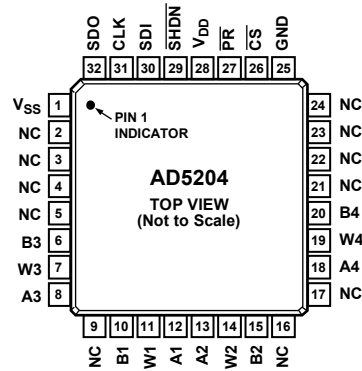 SDO CLK SDI SHDN VDD PR CS GND
32 31 30 29 28 27 26 25
VSS 1
NC 2
NC 3
NC 4
NC 5
B3 6
W3 7
A3 8
PIN 1
INDICATOR
AD5204
TOP VIEW
(Not to Scale)
24 NC
23 NC
22 NC
21 NC
20 B4
19 W4
18 A4
17 NC
9 10 11 12 13 14 15 16
NC B1 W1 A1 A2 W2 B2 NC